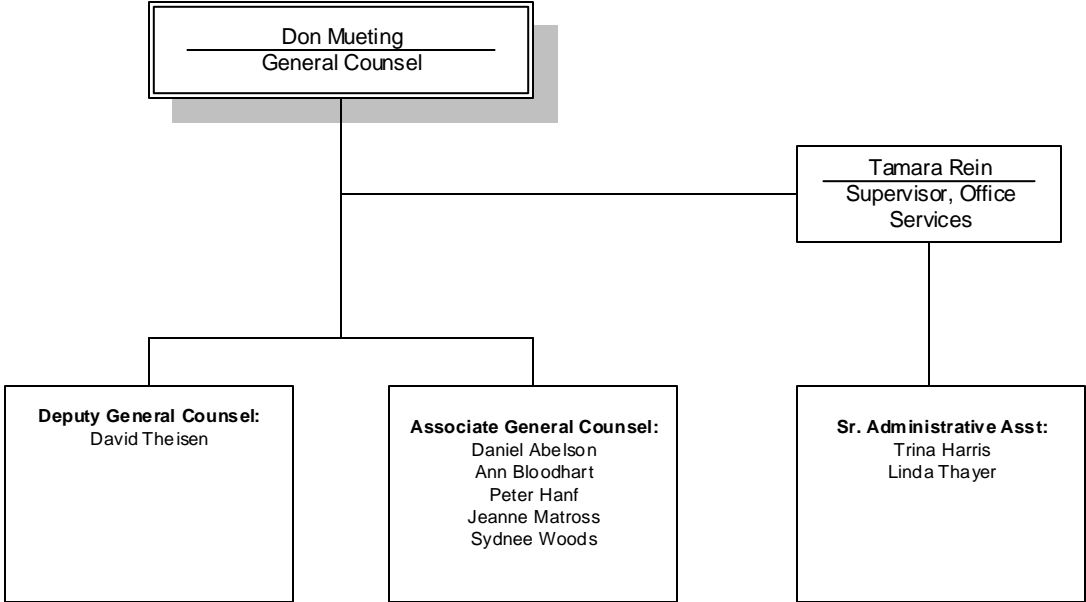 Don Mueting
General Counsel
Tamara Rein
Supervisor, Office
Services
Deputy General Counsel:
David Theisen
Associate General Counsel:
Daniel Abelson
Ann Bloodhart
Peter Hanf
Jeanne Matross
Sydnee Woods
Sr. Administrative Asst:
Trina Harris
Linda Thayer